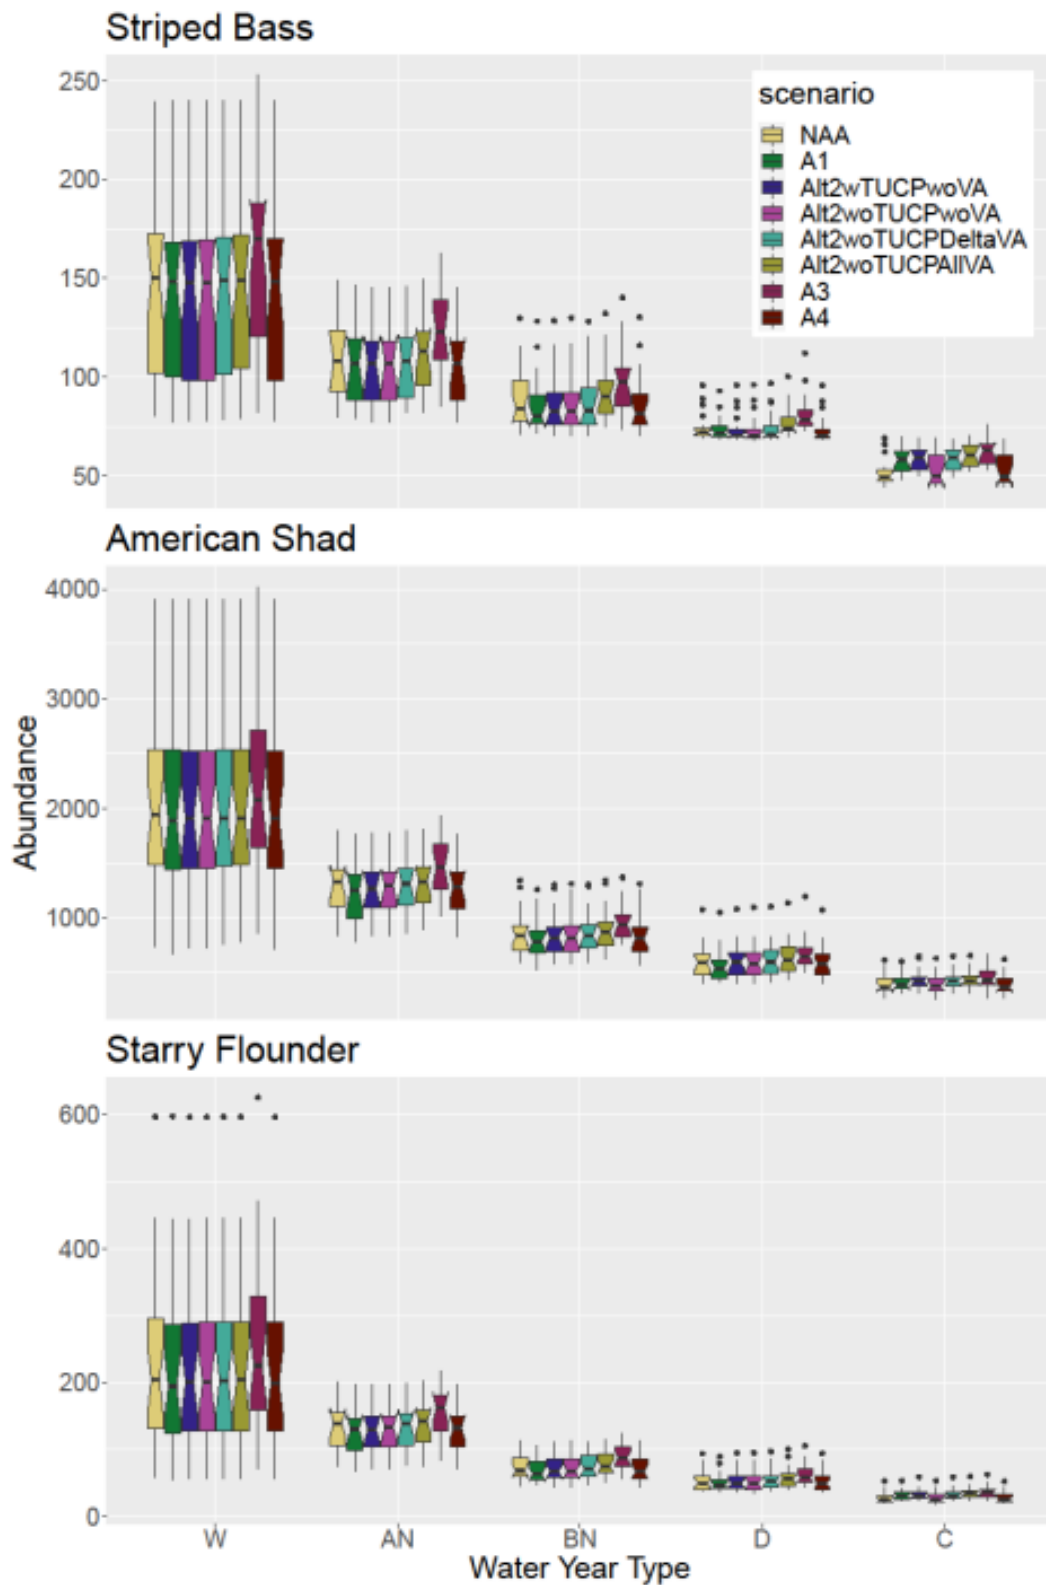 Striped Bass
250
200
150
100
50
scenario
NAA
A1
Alt2wTUCPwoVA
Alt2woTUCPwoVA
Alt2woTUCPDeltaVA
Alt2woTUCPAllVA
A3
A4
American Shad
4000
3000
2000
1000
Abundance
Starry Flounder
600
400
200
0
W AN BN D C
Water Year Type